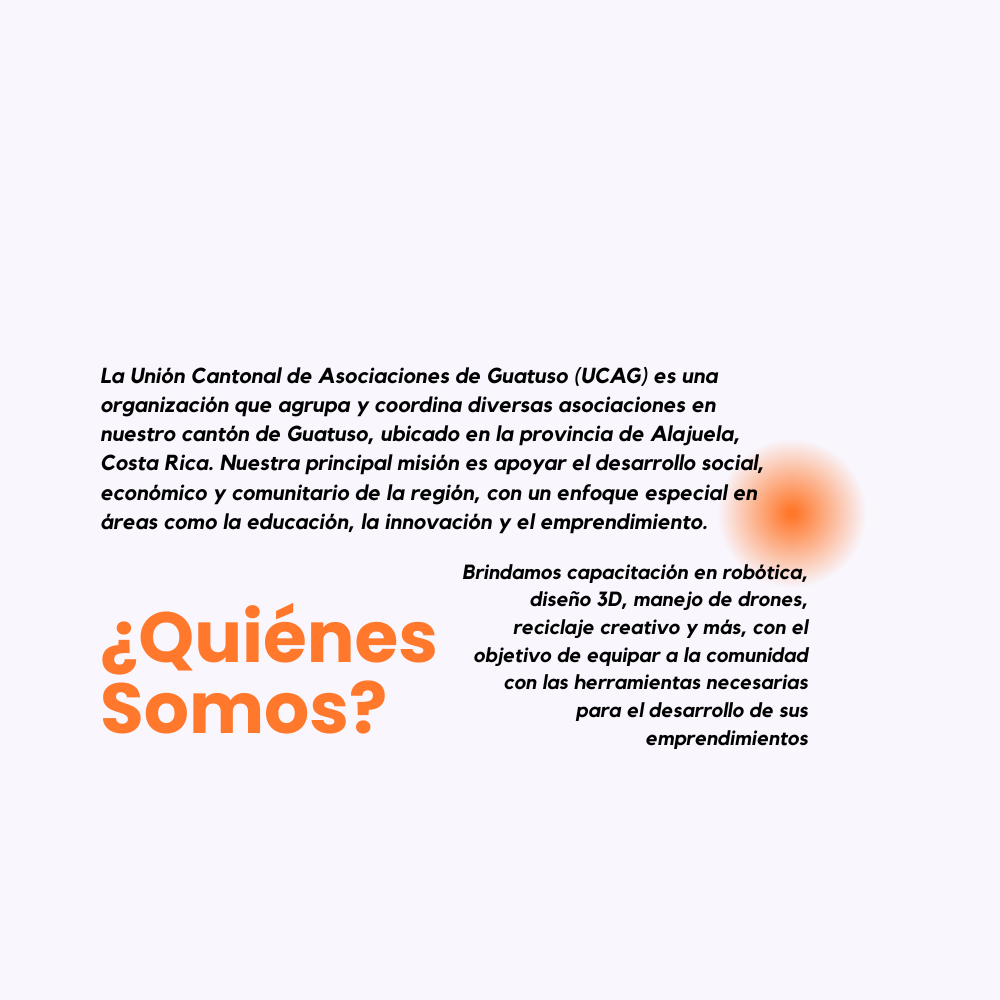 La Unión Cantonal de Asociaciones de Guatuso (UCAG) es una
organización que agrupa y coordina diversas asociaciones en
nuestro cantón de Guatuso, ubicado en la provincia de Alajuela,
Costa Rica. Nuestra principal misión es apoyar el desarrollo social,
económico y comunitario de la región, con un enfoque especial en
áreas como la educación, la innovación y el emprendimiento.
¿Quiénes
Somos?
Brindamos capacitación en robótica,
diseño 3D, manejo de drones,
reciclaje creativo y más, con el
objetivo de equipar a la comunidad
con las herramientas necesarias
para el desarrollo de sus
emprendimientos